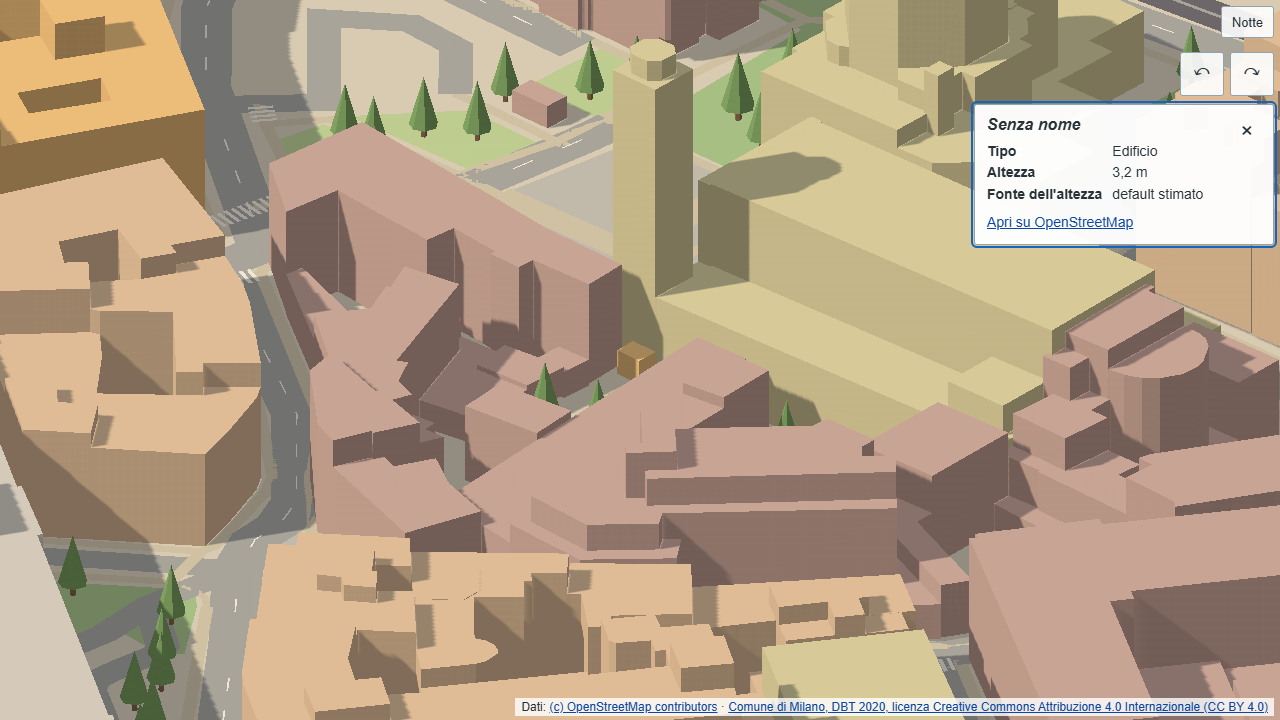 Notte
Senza nome
Tipo Edificio
Altezza 3,2 m
Fonte dell'altezza default stimato
Apri su OpenStreetMap
Dati: (c) OpenStreetMap contributors · Comune di Milano, DBT 2020, licenza Creative Commons Attribuzione 4.0 Internazionale (CC BY 4.0)